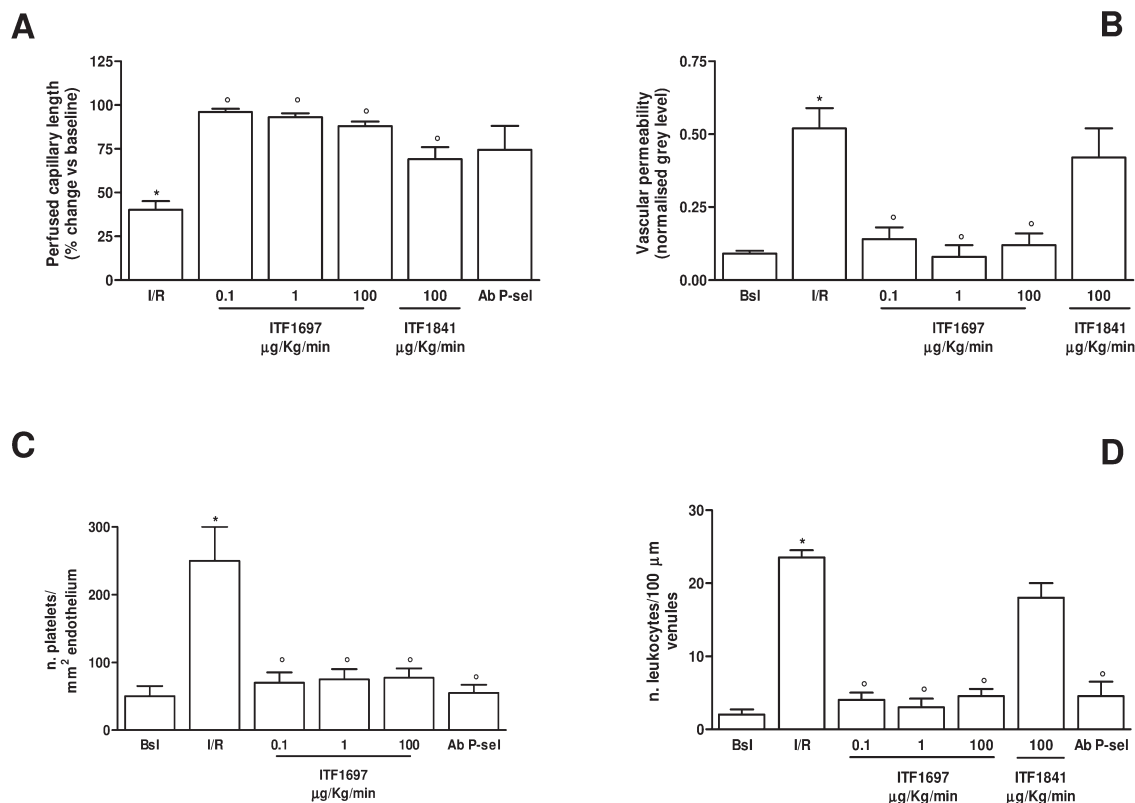 A
B
125
100
75
50
25
0
Perfused capillary length
(% change vs baseline)
*
°
°
°
°
I/R
0.1
1
100
100
Ab P-sel
ITF1697
µg/Kg/min
ITF1841
µg/Kg/min
0.75
0.50
0.25
0.00
Vascular permeability
(normalised grey level)
*
°
°
°
Bsl
I/R
0.1
1
100
100
ITF1697
µg/Kg/min
ITF1841
µg/Kg/min
C
D
300
200
100
0
n. platelets/
mm² endothelium
*
°
°
°
°
Bsl
I/R
0.1
1
100
Ab P-sel
ITF1697
µg/Kg/min
30
20
10
0
n. leukocytes/100 µm
venules
*
°
°
°
°
Bsl
I/R
0.1
1
100
100
Ab P-sel
ITF1697
µg/Kg/min
ITF1841
µg/Kg/min